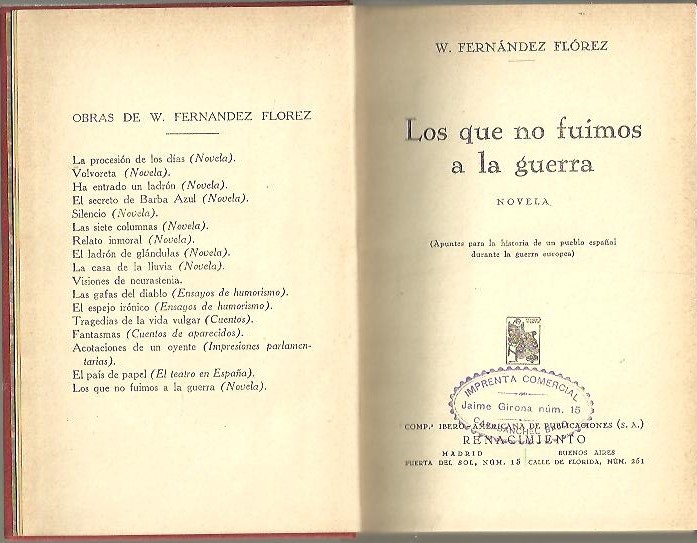 OBRAS DE W. FERNANDEZ FLOREZ
La procesión de los días (Novela).
Volvoreta (Novela).
Ha entrado un ladrón (Novela).
El secreto de Barba Azul (Novela).
Silencio (Novela).
Las siete columnas (Novela).
Relato inmoral (Novela).
El ladrón de glándulas (Novela).
La casa de la lluvia (Novela).
Visiones de neurastenia.
Las gafas del diablo (Ensayos de humorismo).
El espejo irónico (Ensayos de humorismo).
Tragedias de la vida vulgar (Cuentos).
Fantasmas (Cuentos de aparecidos).
Acotaciones de un oyente (Impresiones parlamen-
tarias).
El país de papel (El teatro en España).
Los que no fuimos a la guerra (Novela).
W. FERNÁNDEZ FLÓREZ
Los que no fuimos
a la guerra
NOVELA
(Apuntes para la historia de un pueblo español
durante la guerra europea)
IMPRENTA COMERCIAL
Jaime Girona núm. 15
COMP.ª IBERO-AMERICANA DE PUBLICACIONES (S. A.)
RENACIMIENTO
MADRID BUENOS AIRES
PUERTA DEL SOL, NÚM. 15 CALLE DE FLORIDA, NÚM. 251